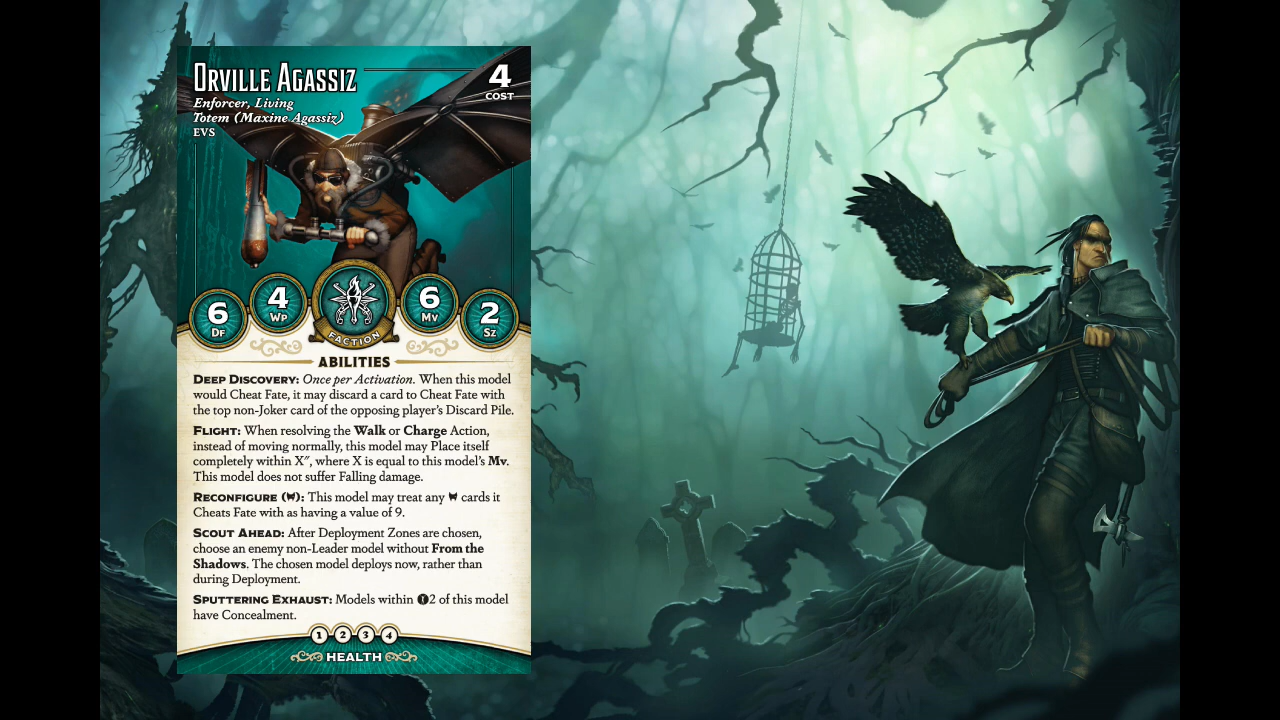 Orville Agassiz
4
COST
Enforcer, Living
Totem (Maxine Agassiz)
EVS
6
DF
4
WP
FACTION
6
MV
2
SZ
ABILITIES
DEEP DISCOVERY: Once per Activation. When this model
would Cheat Fate, it may discard a card to Cheat Fate with
the top non-Joker card of the opposing player's Discard Pile.
FLIGHT: When resolving the Walk or Charge Action,
instead of moving normally, this model may Place itself
completely within X", where X is equal to this model's Mv.
This model does not suffer Falling damage.
RECONFIGURE ( ): This model may treat any cards it
Cheats Fate with as having a value of 9.
SCOUT AHEAD: After Deployment Zones are chosen,
choose an enemy non-Leader model without From the
Shadows. The chosen model deploys now, rather than
during Deployment.
SPUTTERING EXHAUST: Models within 2 of this model
have Concealment.
1 2 3 4
HEALTH